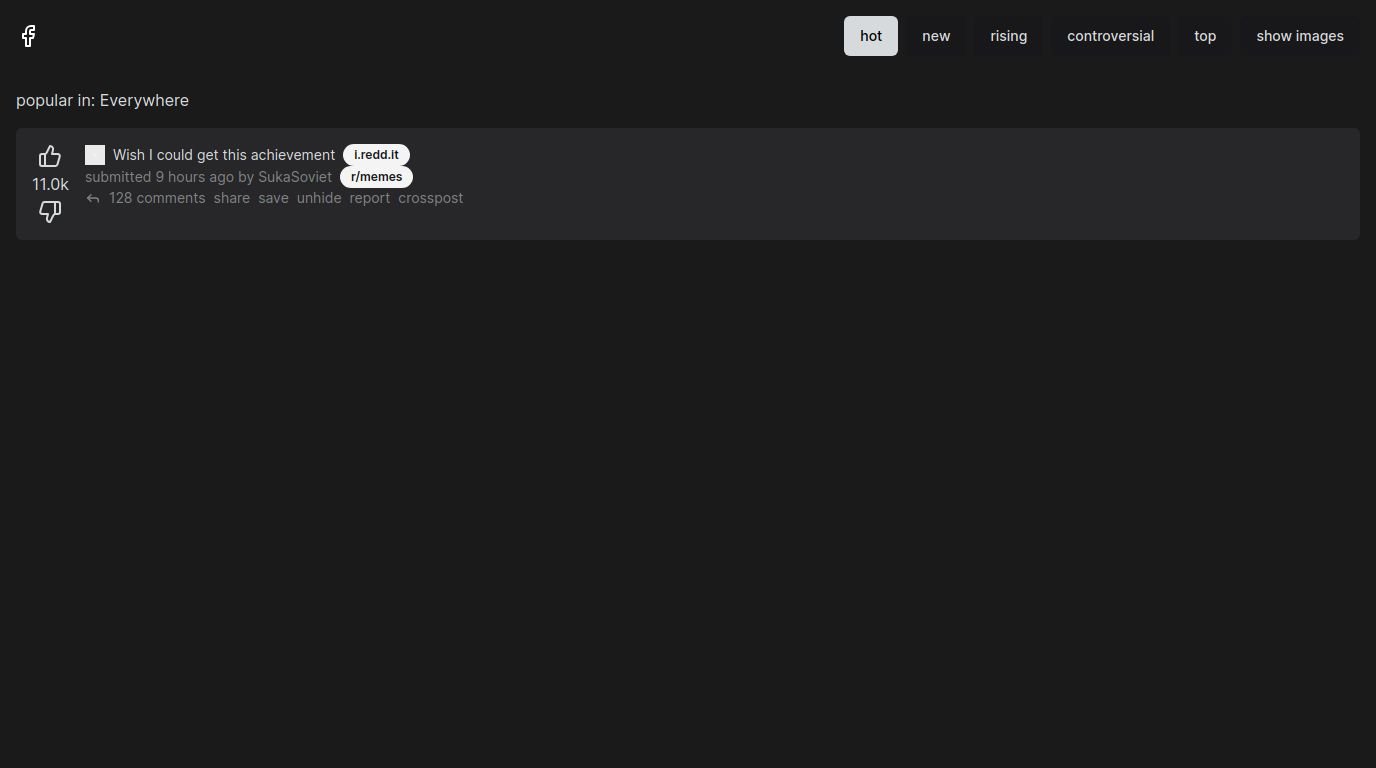 hot new rising controversial top show images
popular in: Everywhere
Wish I could get this achievement i.redd.it
11.0k
submitted 9 hours ago by SukaSoviet r/memes
128 comments share save unhide report crosspost